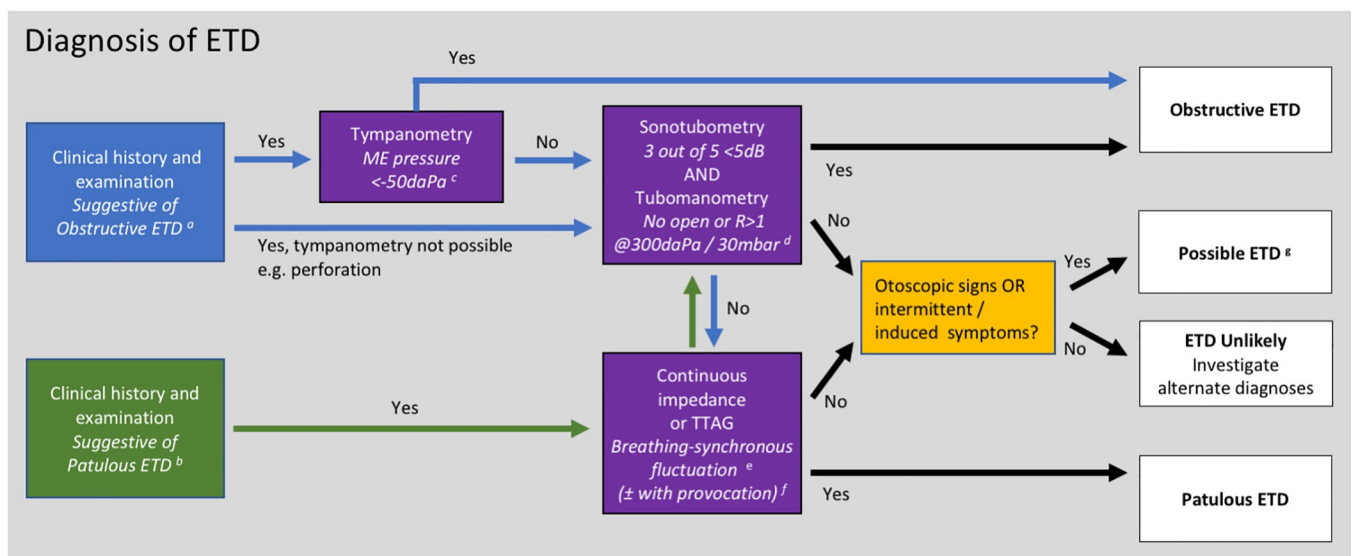 Diagnosis of ETD
Yes
Obstructive ETD
Clinical history and
examination
Suggestive of
Obstructive ETD a
Yes
Tympanometry
ME pressure
<-50daPa c
No
Sonotubometry
3 out of 5 <5dB
AND
Tubomanometry
No open or R>1
@300daPa / 30mbar d
Yes
Yes, tympanometry not possible
e.g. perforation
No
No
Otoscopic signs OR
intermittent /
induced symptoms?
Yes
Possible ETD g
No
ETD Unlikely
Investigate
alternate diagnoses
Clinical history and
examination
Suggestive of
Patulous ETD b
Yes
Continuous
impedance
or TTAG
Breathing-synchronous
fluctuation e
(± with provocation) f
No
Yes
Patulous ETD